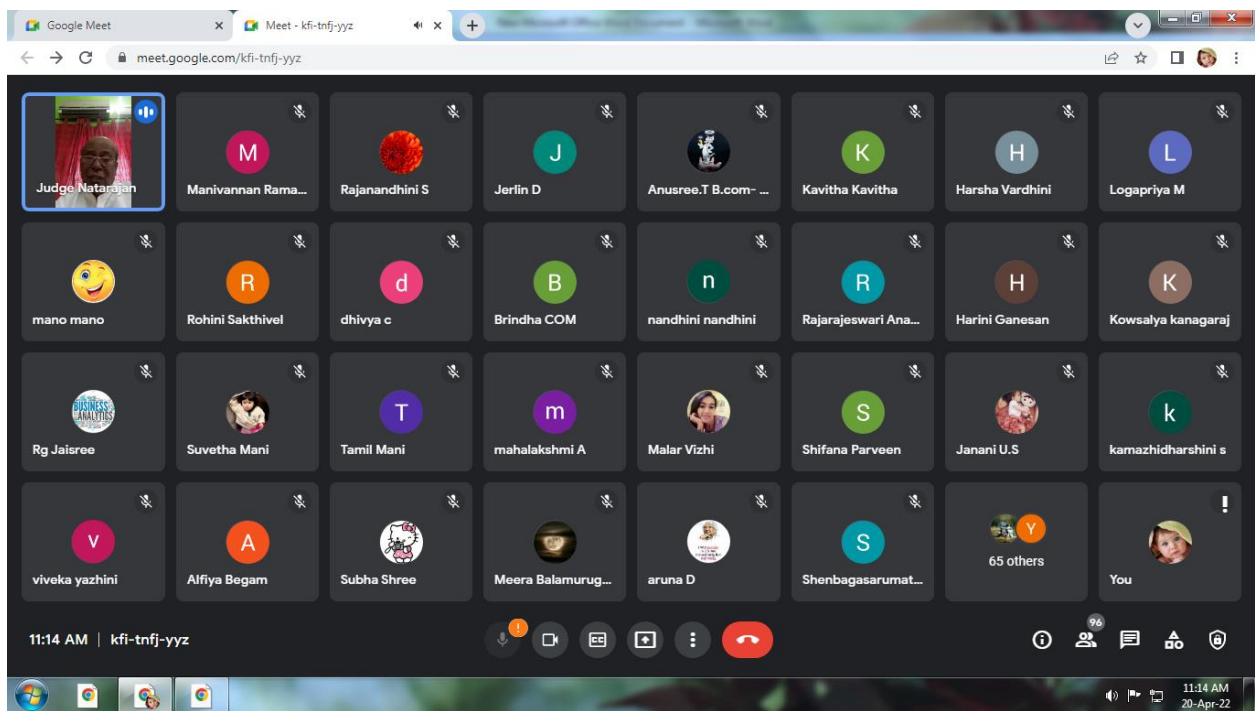 Google Meet
Meet - kfi-tnfj-yyz
meet.google.com/kfi-tnfj-yyz
Judge Natarajan
M
Manivannan Rama...
Rajanandhini S
J
Jerlin D
Anusree.T B.com- ...
K
Kavitha Kavitha
H
Harsha Vardhini
L
Logapriya M
mano mano
R
Rohini Sakthivel
d
dhivya c
B
Brindha COM
n
nandhini nandhini
R
Rajarajeswari Ana...
H
Harini Ganesan
K
Kowsalya kanagaraj
BUSINESS
ANALYTICS
Rg Jaisree
Suvetha Mani
T
Tamil Mani
m
mahalakshmi A
Malar Vizhi
S
Shifana Parveen
Janani U.S
k
kamazhidharshini s
v
viveka yazhini
A
Alfiya Begam
Subha Shree
Meera Balamurug...
aruna D
S
Shenbagasarumat...
Y
65 others
You
11:14 AM | kfi-tnfj-yyz
CC
96
11:14 AM
20-Apr-22